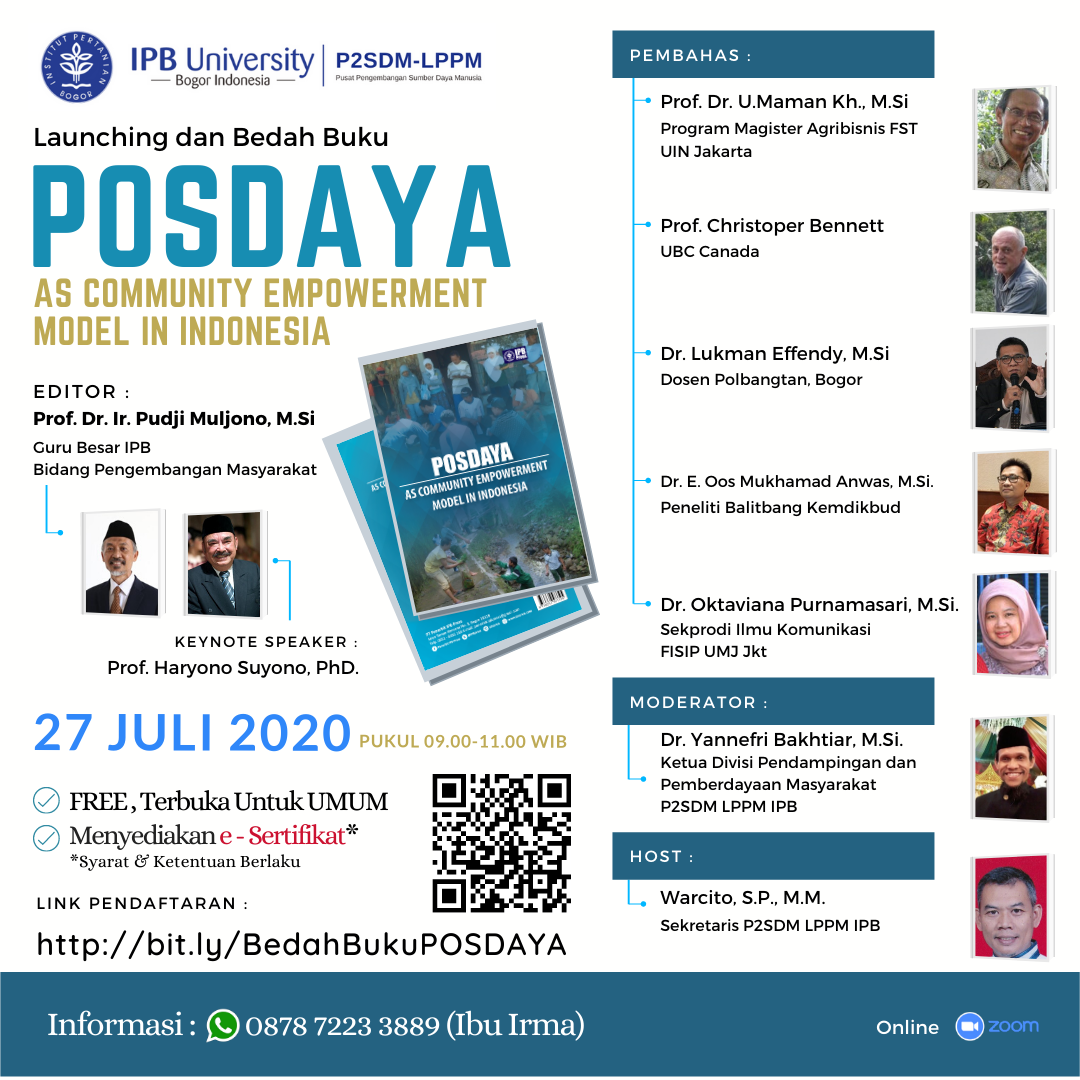 INSTITUT PERTANIAN
BOGOR
IPB University
Bogor Indonesia
P2SDM-LPPM
Pusat Pengembangan Sumber Daya Manusia
Launching dan Bedah Buku
POSDAYA
AS COMMUNITY EMPOWERMENT
MODEL IN INDONESIA
EDITOR :
Prof. Dr. Ir. Pudji Muljono, M.Si
Guru Besar IPB
Bidang Pengembangan Masyarakat
KEYNOTE SPEAKER :
Prof. Haryono Suyono, PhD.
POSDAYA
AS COMMUNITY EMPOWERMENT
MODEL IN INDONESIA
27 JULI 2020 PUKUL 09.00-11.00 WIB
FREE , Terbuka Untuk UMUM
Menyediakan e - Sertifikat*
*Syarat & Ketentuan Berlaku
LINK PENDAFTARAN :
http://bit.ly/BedahBukuPOSDAYA
PEMBAHAS :
Prof. Dr. U.Maman Kh., M.Si
Program Magister Agribisnis FST
UIN Jakarta
Prof. Christoper Bennett
UBC Canada
Dr. Lukman Effendy, M.Si
Dosen Polbangtan, Bogor
Dr. E. Oos Mukhamad Anwas, M.Si.
Peneliti Balitbang Kemdikbud
Dr. Oktaviana Purnamasari, M.Si.
Sekprodi Ilmu Komunikasi
FISIP UMJ Jkt
MODERATOR :
Dr. Yannefri Bakhtiar, M.Si.
Ketua Divisi Pendampingan dan
Pemberdayaan Masyarakat
P2SDM LPPM IPB
HOST :
Warcito, S.P., M.M.
Sekretaris P2SDM LPPM IPB
Informasi : 0878 7223 3889 (Ibu Irma)
Online zoom